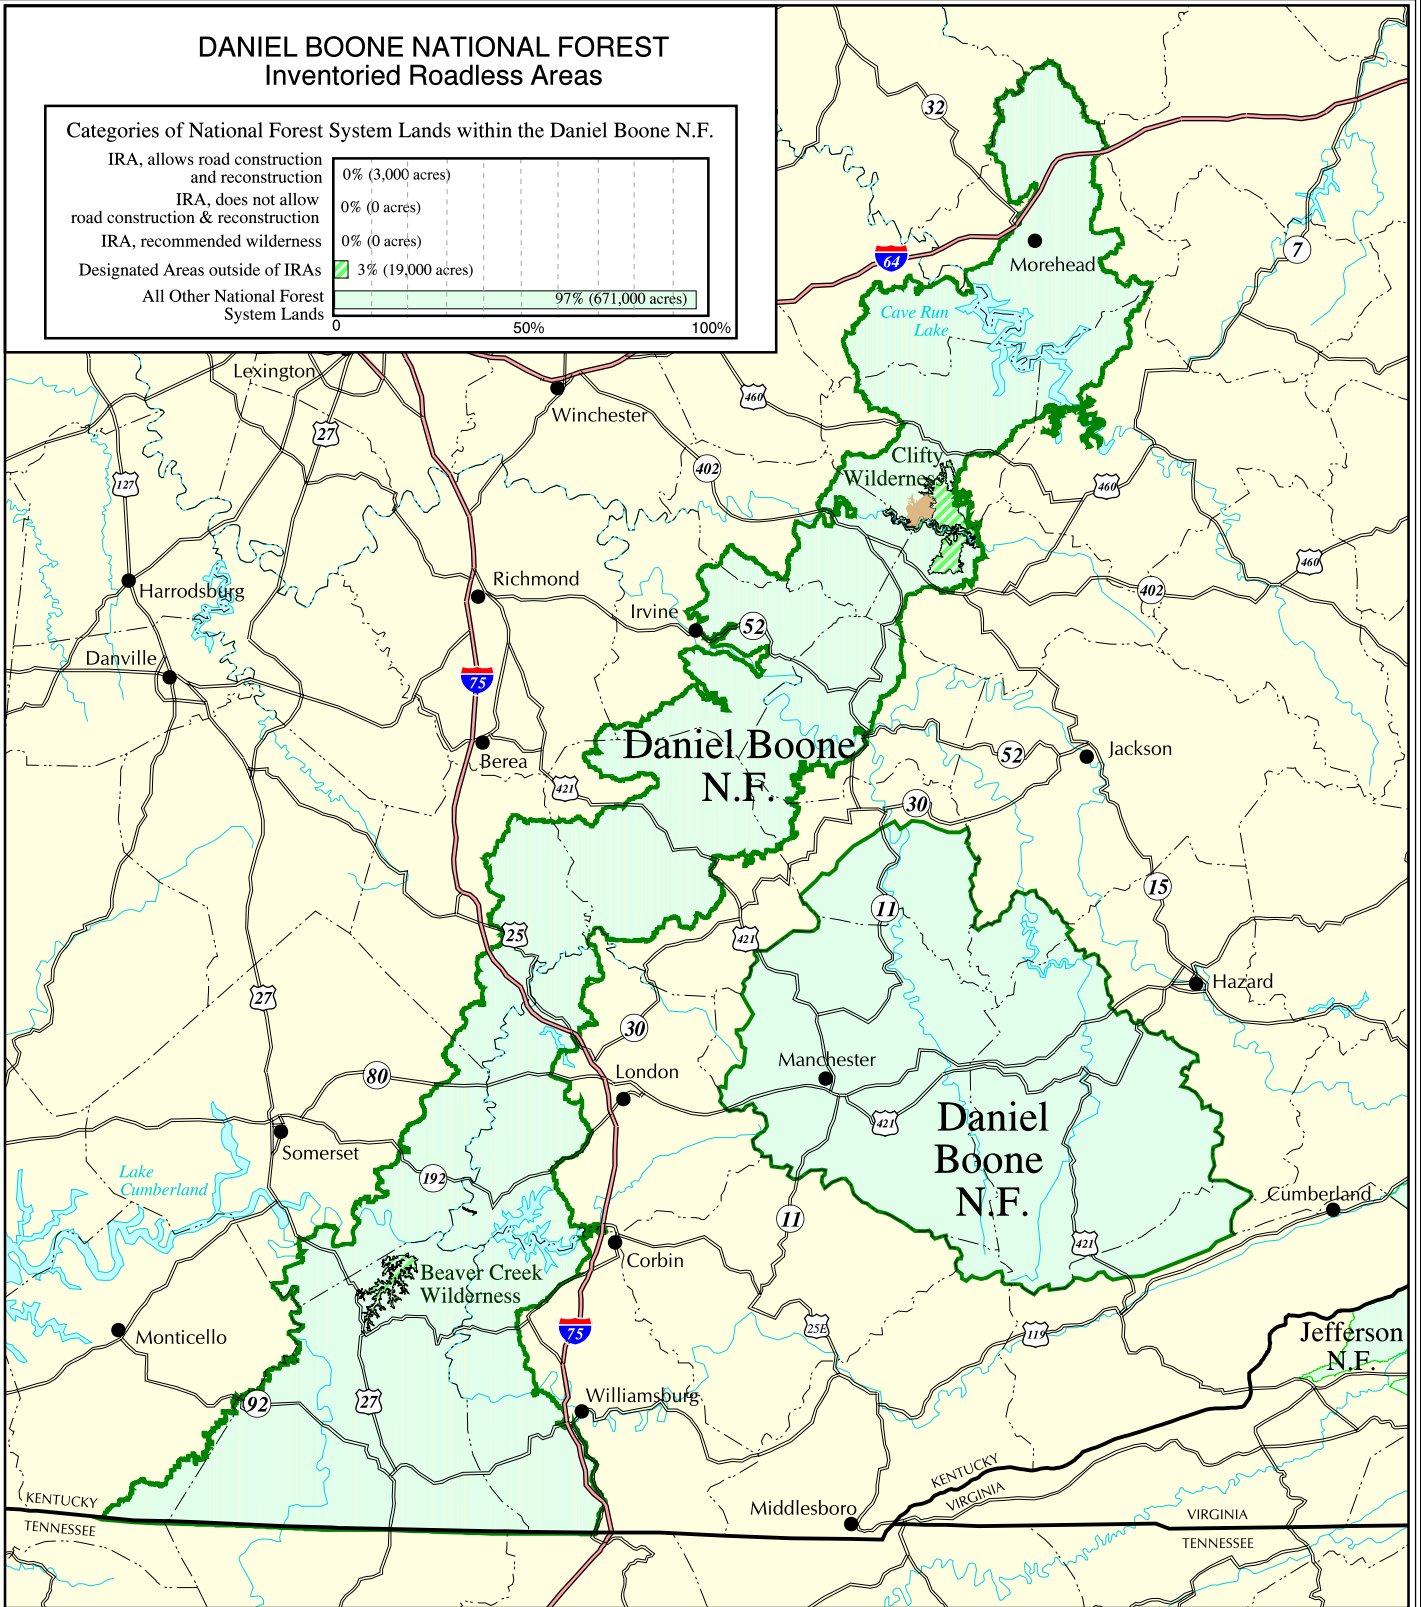 DANIEL BOONE NATIONAL FOREST
Inventoried Roadless Areas
Categories of National Forest System Lands within the Daniel Boone N.F.
IRA, allows road construction
and reconstruction
0% (3,000 acres)
IRA, does not allow
road construction & reconstruction
0% (0 acres)
IRA, recommended wilderness
0% (0 acres)
Designated Areas outside of IRAs
3% (19,000 acres)
All Other National Forest
System Lands
97% (671,000 acres)
0
50%
100%
32
7
64
Morehead
Cave Run
Lake
Lexington
Winchester
460
27
127
402
Clifty
Wilderness
460
460
402
Harrodsburg
Richmond
Irvine
52
Danville
75
Berea
421
Daniel Boone
N.F.
52
Jackson
30
15
11
25
421
27
Hazard
30
Manchester
80
London
421
Daniel
Boone
N.F.
Somerset
192
Lake
Cumberland
11
Cumberland
421
Corbin
Beaver Creek
Wilderness
75
25E
119
Jefferson
N.F.
Monticello
92
27
Williamsburg
KENTUCKY
TENNESSEE
Middlesboro
KENTUCKY
VIRGINIA
VIRGINIA
TENNESSEE